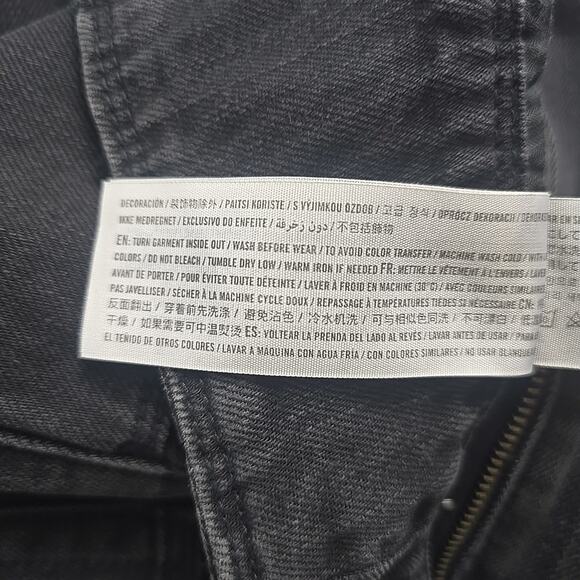 DECORACIÓN / 装饰物除外 / PAITSI KORISTE / S VÝJIMKOU OZDOB / 고급 장식 / OPRÓCZ DEKORACJI /
IKKE MEDREGNET / EXCLUSIVO DO ENFEITE / دون زخرفة / 不包括飾物
EN: TURN GARMENT INSIDE OUT / WASH BEFORE WEAR / TO AVOID COLOR TRANSFER / MACHINE WASH COLD / WITH
COLORS / DO NOT BLEACH / TUMBLE DRY LOW / WARM IRON IF NEEDED FR: METTRE LE VÊTEMENT À L'ENVERS /
AVANT DE PORTER / POUR ÉVITER TOUTE DÉTEINTE / LAVER À FROID EN MACHINE (30°C) / AVEC COULEURS SIMILAIRES
PAS JAVELLISER / SÉCHER À LA MACHINE CYCLE DOUX / REPASSAGE À TEMPÉRATURES TIÈDES SI NÉCESSAIRE CN:
反面翻出 / 穿着前先洗涤 / 避免沾色 / 冷水机洗 / 可与相似色同洗 / 不可漂白 /
干燥 / 如果需要可中温熨烫 ES: VOLTEAR LA PRENDA DEL LADO AL REVÉS / LAVAR ANTES DE USAR /
EL TEÑIDO DE OTROS COLORES / LAVAR A MÁQUINA CON AGUA FRÍA / CON COLORES SIMILARES / NO USAR